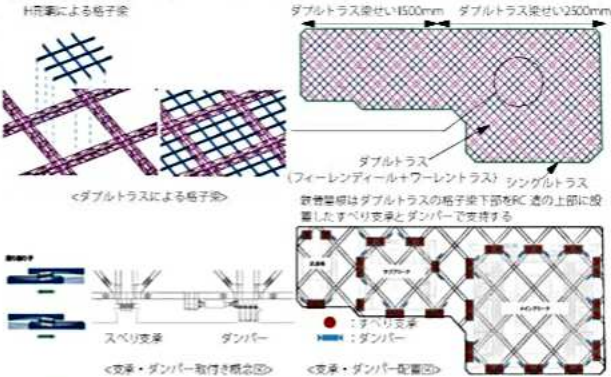 H形鋼による格子梁
ダブルトラス梁せい1500mm
ダブルトラス梁せい2500mm
ダブルトラス
(フィーレンディール+ワーレントラス)
シングルトラス
<ダブルトラスによる格子梁>
鉄骨屋根はダブルトラスの格子梁下部をRC 造の上部に設
置したすべり支承とダンパーで支持する
サブアリーナ
メインアリーナ
:すべり支承
:ダンパー
スベリ支承
ダンパー
<支承・ダンパー取付き概念図>
<支承・ダンパー配置図>